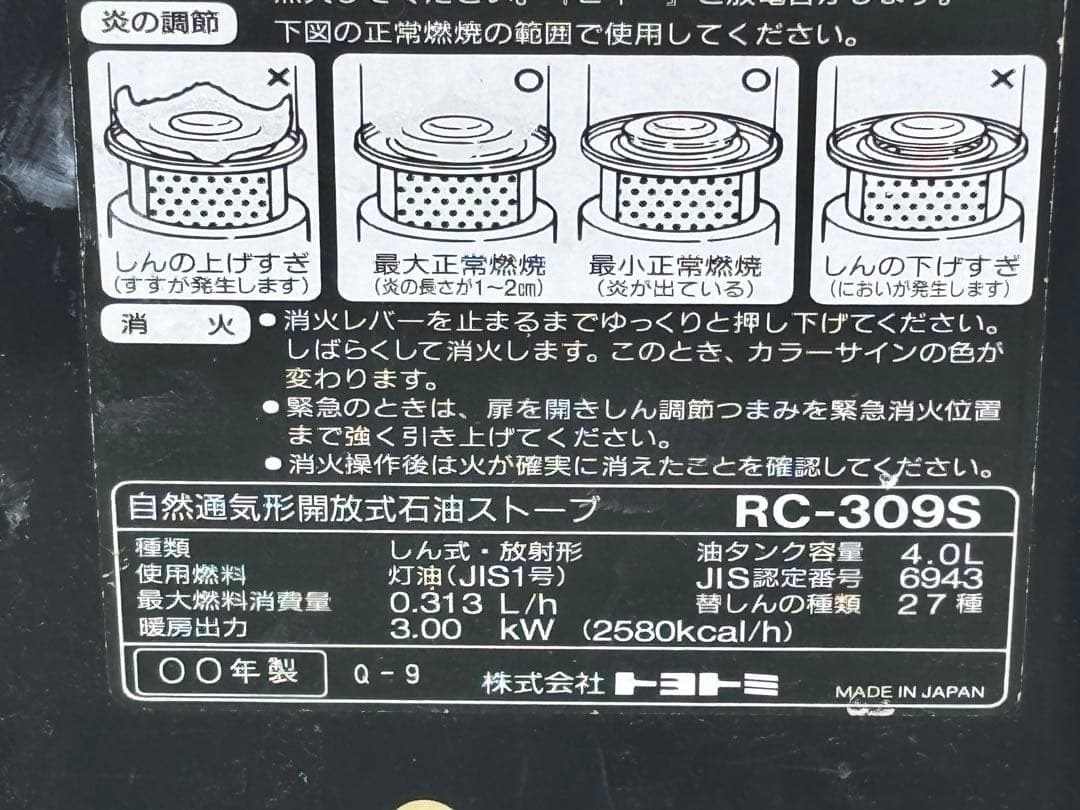 炎の調節
下図の正常燃焼の範囲で使用してください。
× ○ ○ ×
しんの上げすぎ
(すすが発生します)
最大正常燃焼
(炎の長さが1~2cm)
最小正常燃焼
(炎が出ている)
しんの下げすぎ
(においが発生します)
消火
●消火レバーを止まるまでゆっくりと押し下げてください。
しばらくして消火します。このとき、カラーサインの色が
変わります。
●緊急のときは、扉を開きしん調節つまみを緊急消火位置
まで強く引き上げてください。
●消火操作後は火が確実に消えたことを確認してください。
自然通気形開放式石油ストーブ RC-309S
種類 しん式・放射形 油タンク容量 4.0L
使用燃料 灯油(JIS1号) JIS認定番号 6943
最大燃料消費量 0.313 L/h 替しんの種類 27種
暖房出力 3.00 kW (2580kcal/h)
○○年製 Q-9 株式会社トヨトミ MADE IN JAPAN